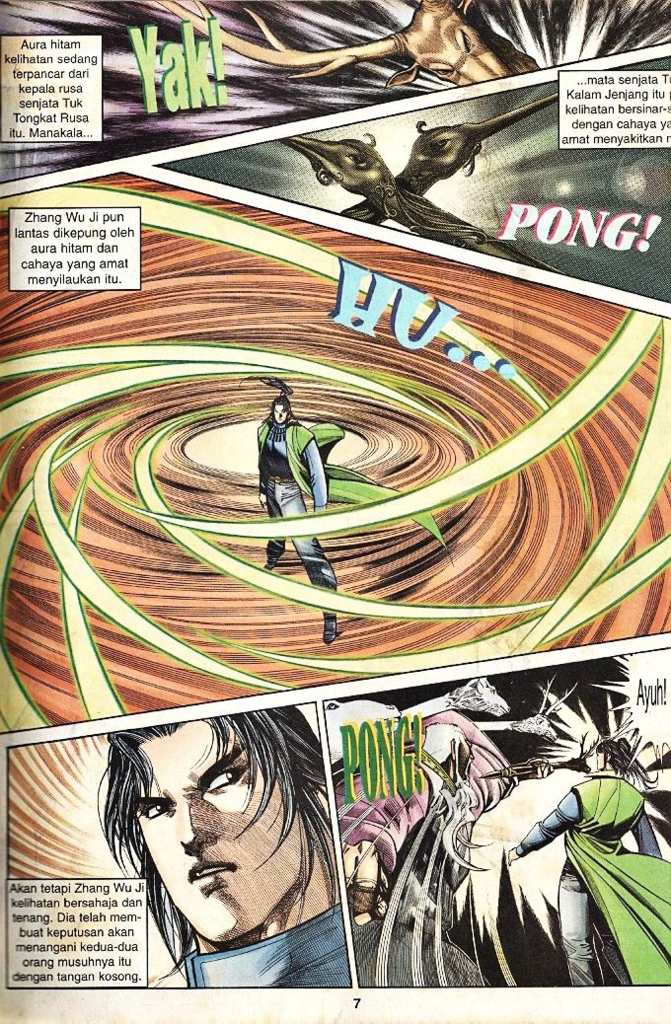 Aura hitam
kelihatan sedang
terpancar dari
kepala rusa
senjata Tuk
Tongkat Rusa
itu. Manakala...
Yak!
...mata senjata T
Kalam Jenjang itu
kelihatan bersinar-s
dengan cahaya ya
amat menyakitkan
PONG!
Zhang Wu Ji pun
lantas dikepung oleh
aura hitam dan
cahaya yang amat
menyilaukan itu.
HU...
Akan tetapi Zhang Wu Ji
kelihatan bersahaja dan
tenang. Dia telah mem-
buat keputusan akan
menangani kedua-dua
orang musuhnya itu
dengan tangan kosong.
PONG!
Ayuh!
7